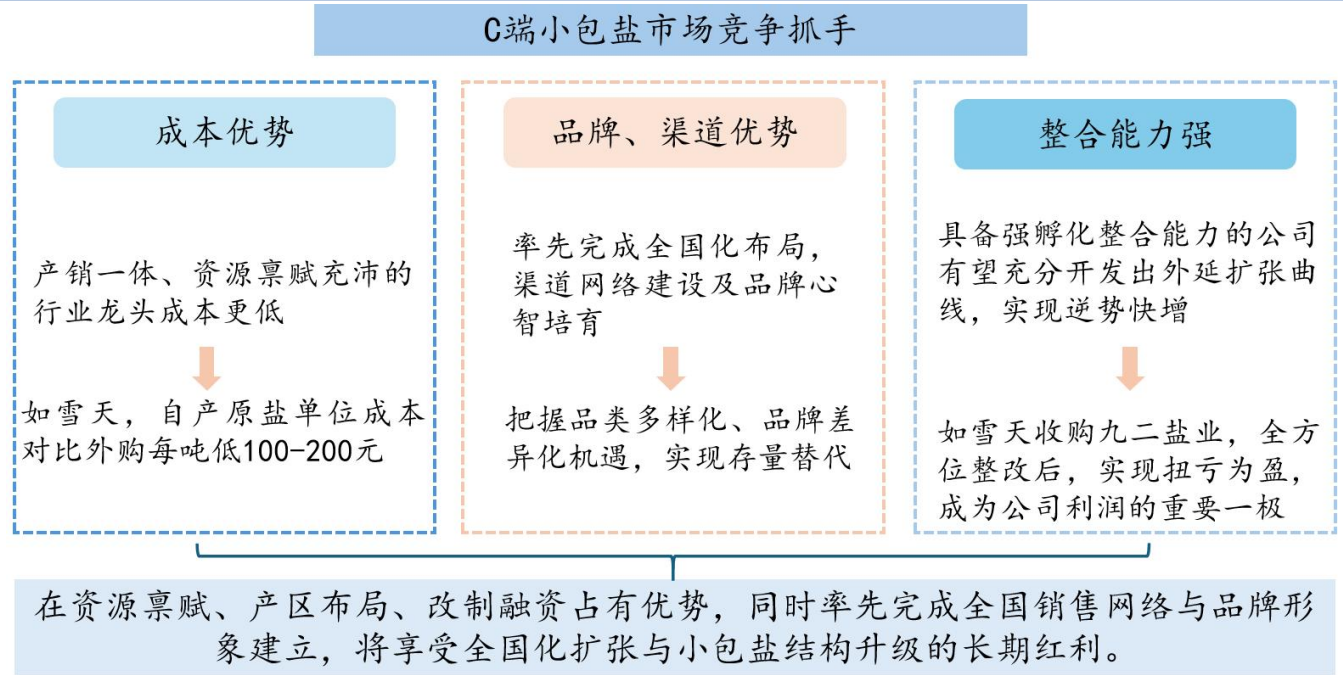 C端小包盐市场竞争抓手
成本优势
产销一体、资源禀赋充沛的
行业龙头成本更低
如雪天，自产原盐单位成本
对比外购每吨低100-200元
品牌、渠道优势
率先完成全国化布局，
渠道网络建设及品牌心
智培育
把握品类多样化、品牌差
异化机遇，实现存量替代
整合能力强
具备强孵化整合能力的公司
有望充分开发出外延扩张曲
线，实现逆势快增
如雪天收购九二盐业，全方
位整改后，实现扭亏为盈，
成为公司利润的重要一极
在资源禀赋、产区布局、改制融资占有优势，同时率先完成全国销售网络与品牌形
象建立，将享受全国化扩张与小包盐结构升级的长期红利。